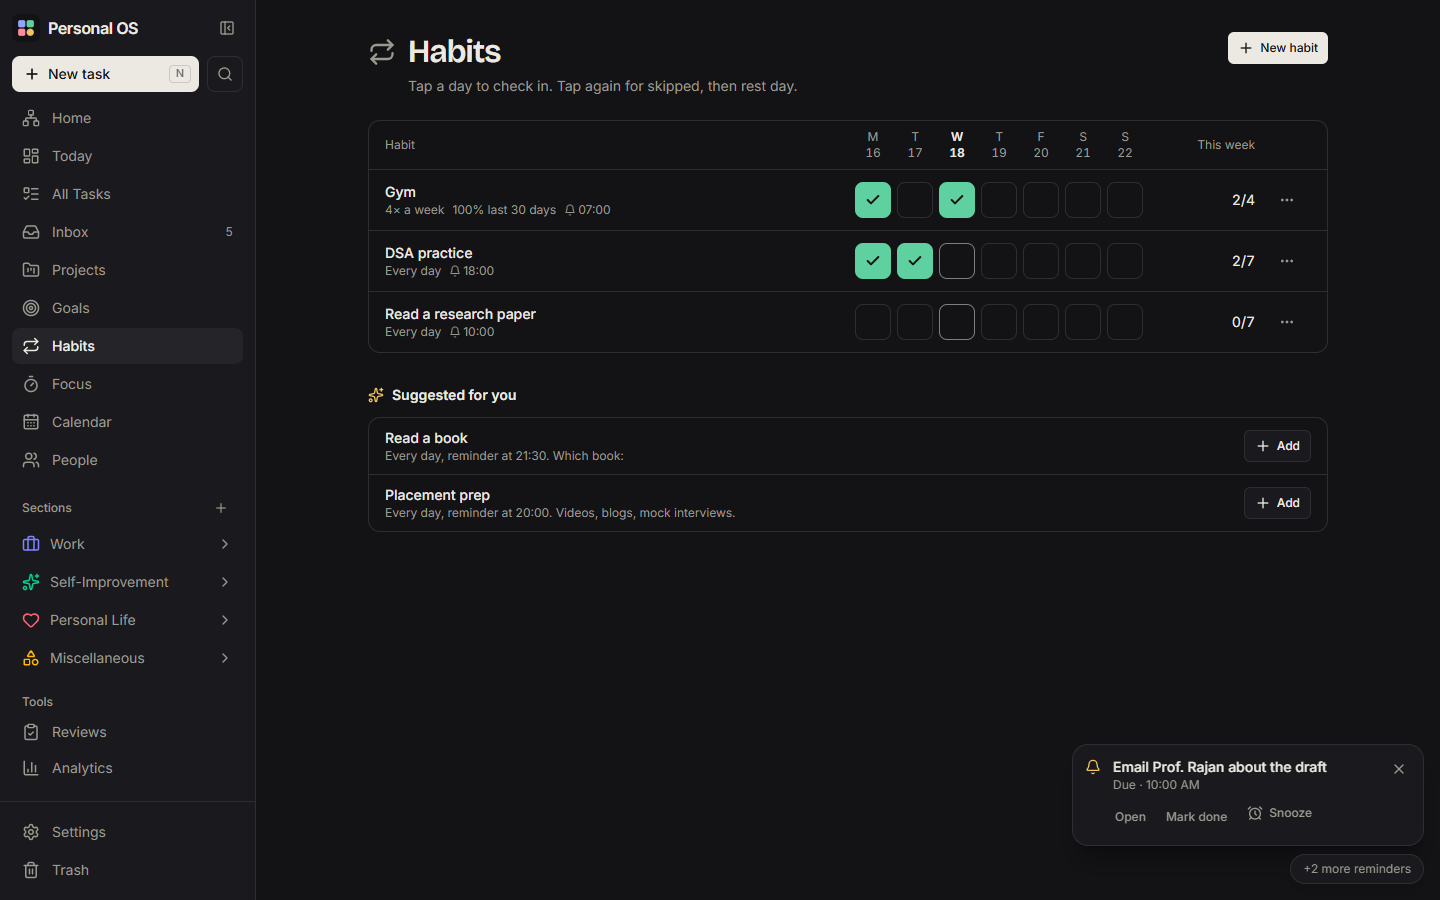 Personal OS
New task N
Home
Today
All Tasks
Inbox 5
Projects
Goals
Habits
Focus
Calendar
People
Sections
Work
Self-Improvement
Personal Life
Miscellaneous
Tools
Reviews
Analytics
Settings
Trash
Habits
New habit
Tap a day to check in. Tap again for skipped, then rest day.
Habit M T W T F S S This week
16 17 18 19 20 21 22
Gym
4× a week 100% last 30 days 07:00
2/4
DSA practice
Every day 18:00
2/7
Read a research paper
Every day 10:00
0/7
Suggested for you
Read a book
Every day, reminder at 21:30. Which book:
Add
Placement prep
Every day, reminder at 20:00. Videos, blogs, mock interviews.
Add
Email Prof. Rajan about the draft
Due · 10:00 AM
Open Mark done Snooze
+2 more reminders